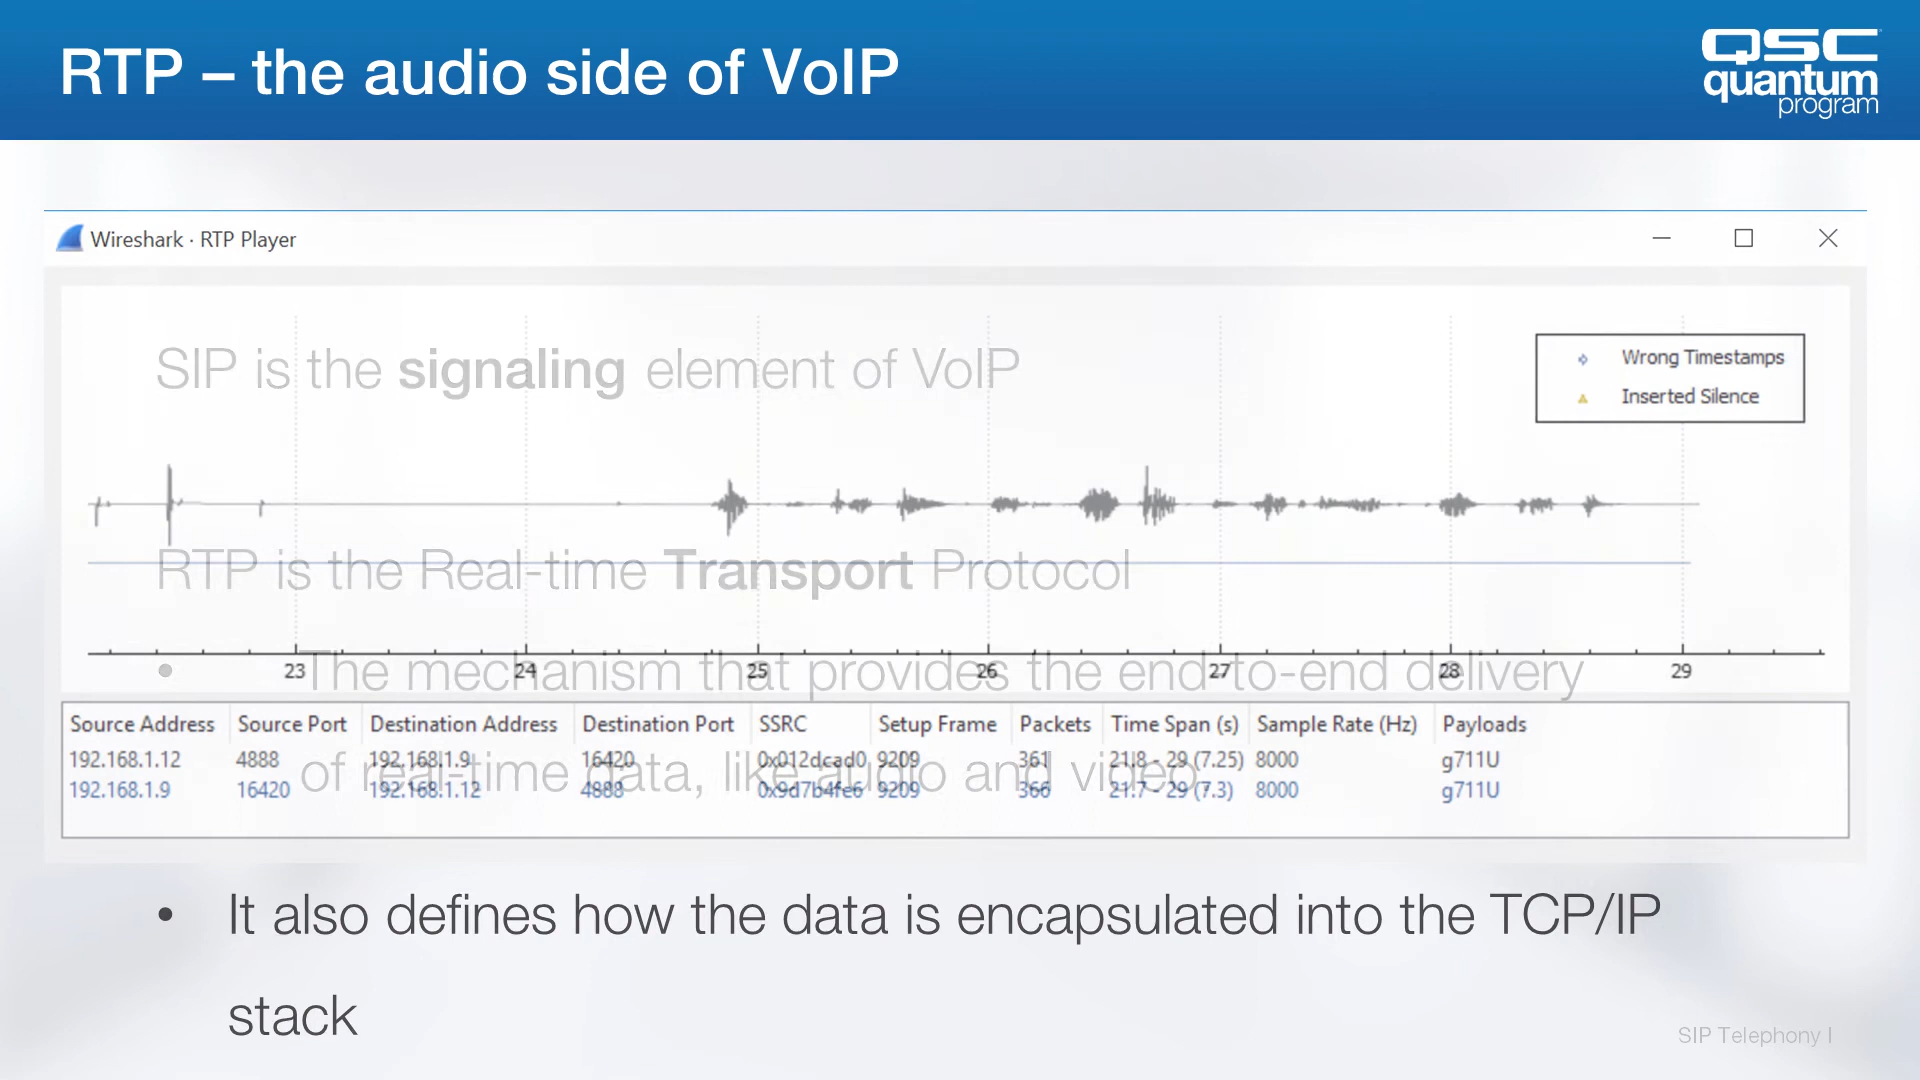 RTP – the audio side of VoIP
QSC
quantum
program
Wireshark · RTP Player
SIP is the signaling element of VoIP
Wrong Timestamps
Inserted Silence
RTP is the Real-time Transport Protocol
23 24 25 26 27 28 29
• The mechanism that provides the end-to-end delivery
of real-time data, like audio and video
Source Address Source Port Destination Address Destination Port SSRC Setup Frame Packets Time Span (s) Sample Rate (Hz) Payloads
192.168.1.12 4888 192.168.1.9 16420 0x012dcad0 9209 361 21.8 - 29 (7.25) 8000 g711U
192.168.1.9 16420 192.168.1.12 4888 0x9d7b4fe6 9209 366 21.7 - 29 (7.3) 8000 g711U
• It also defines how the data is encapsulated into the TCP/IP
stack
SIP Telephony I